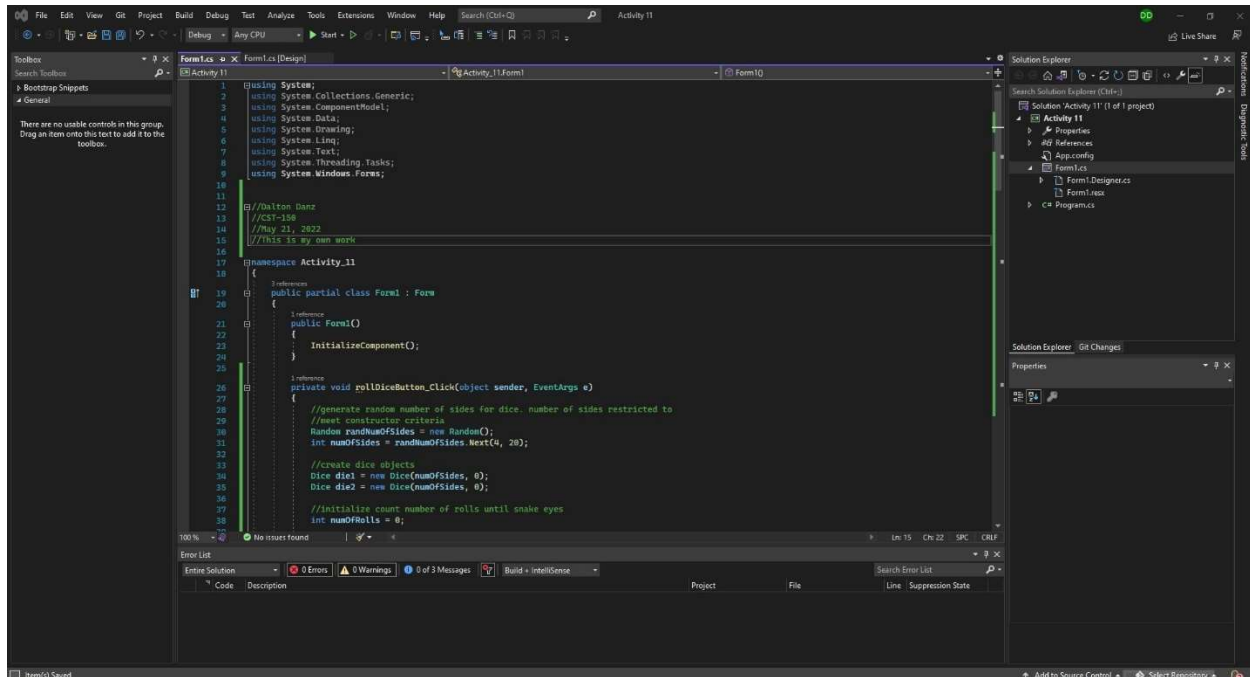 File Edit View Git Project Build Debug Test Analyze Tools Extensions Window Help Search (Ctrl+Q) Activity 11 DD
Debug Any CPU Start Live Share
Toolbox
Search Toolbox
Bootstrap Snippets
General
There are no usable controls in this group.
Drag an item onto this text to add it to the
toolbox.
Form1.cs Form1.cs [Design]
Activity 11 Activity_11.Form1 Form1()
1 using System;
2 using System.Collections.Generic;
3 using System.ComponentModel;
4 using System.Data;
5 using System.Drawing;
6 using System.Linq;
7 using System.Text;
8 using System.Threading.Tasks;
9 using System.Windows.Forms;
10
11
12 //Dalton Danz
13 //CST-150
14 //May 21, 2022
15 //This is my own work
16
17 namespace Activity_11
18 {
3 references
19 public partial class Form1 : Form
20 {
1 reference
21 public Form1()
22 {
23 InitializeComponent();
24 }
25
1 reference
26 private void rollDiceButton_Click(object sender, EventArgs e)
27 {
28 //generate random number of sides for dice. number of sides restricted to
29 //meet constructor criteria
30 Random randNumOfSides = new Random();
31 int numOfSides = randNumOfSides.Next(4, 20);
32
33 //create dice objects
34 Dice die1 = new Dice(numOfSides, 0);
35 Dice die2 = new Dice(numOfSides, 0);
36
37 //initialize count number of rolls until snake eyes
38 int numOfRolls = 0;
100 % No issues found Ln: 15 Ch: 22 SPC CRLF
Error List
Entire Solution 0 Errors 0 Warnings 0 of 3 Messages Build + IntelliSense Search Error List
Code Description Project File Line Suppression State
Solution Explorer
Search Solution Explorer (Ctrl+;)
Solution 'Activity 11' (1 of 1 project)
Activity 11
Properties
References
App.config
Form1.cs
Form1.Designer.cs
Form1.resx
C# Program.cs
Solution Explorer Git Changes
Properties
Notifications
Diagnostic Tools
Item(s) Saved Add to Source Control Select Repository